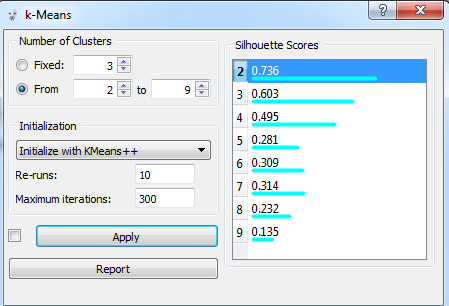 k-Means
?
Number of Clusters
Fixed: 3
From 2 to 9
Initialization
Initialize with KMeans++
Re-runs: 10
Maximum iterations: 300
Apply
Report
Silhouette Scores
2 0.736
3 0.603
4 0.495
5 0.281
6 0.309
7 0.314
8 0.232
9 0.135